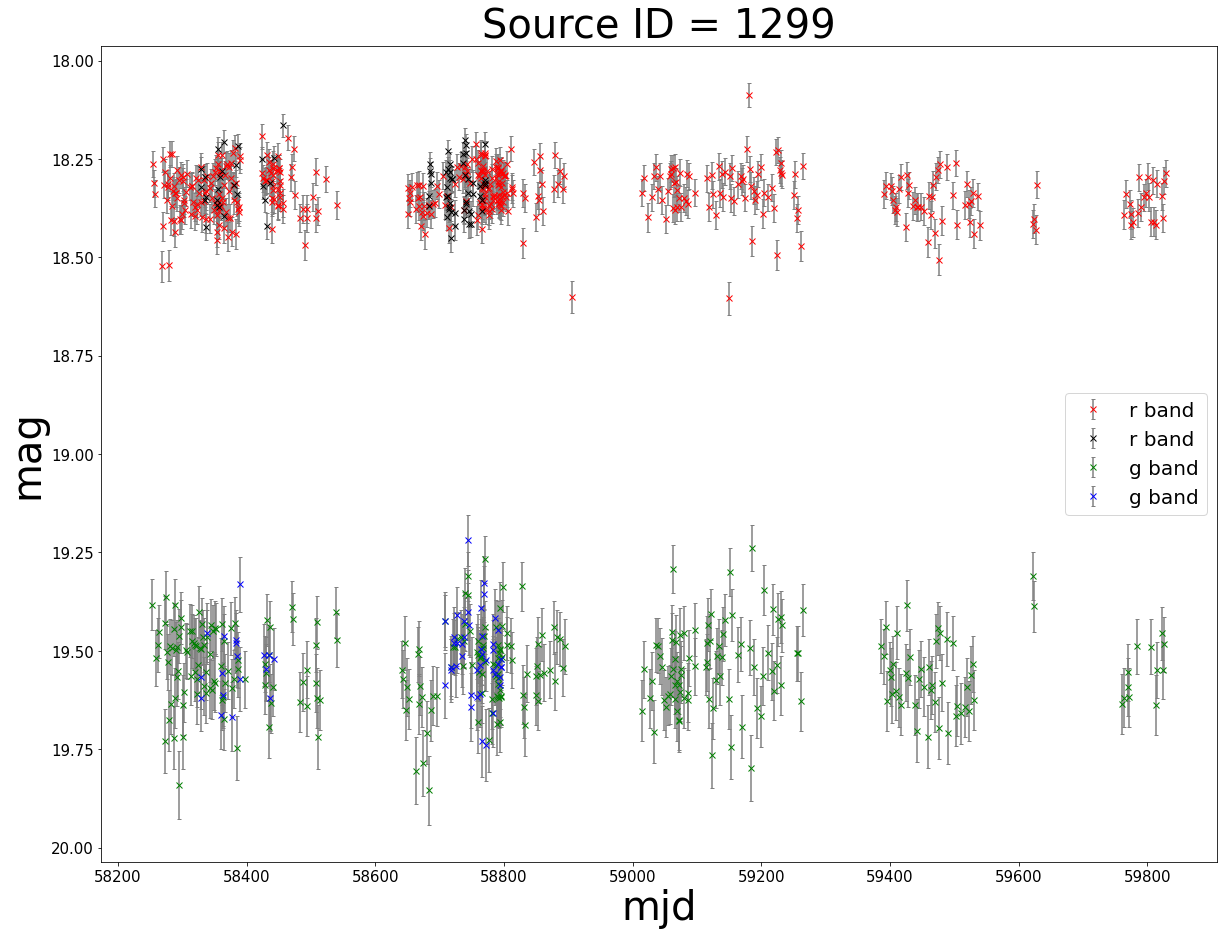 Source ID = 1299
18.00
18.25
18.50
18.75
19.00
19.25
19.50
19.75
20.00
mag
r band
r band
g band
g band
58200 58400 58600 58800 59000 59200 59400 59600 59800
mjd